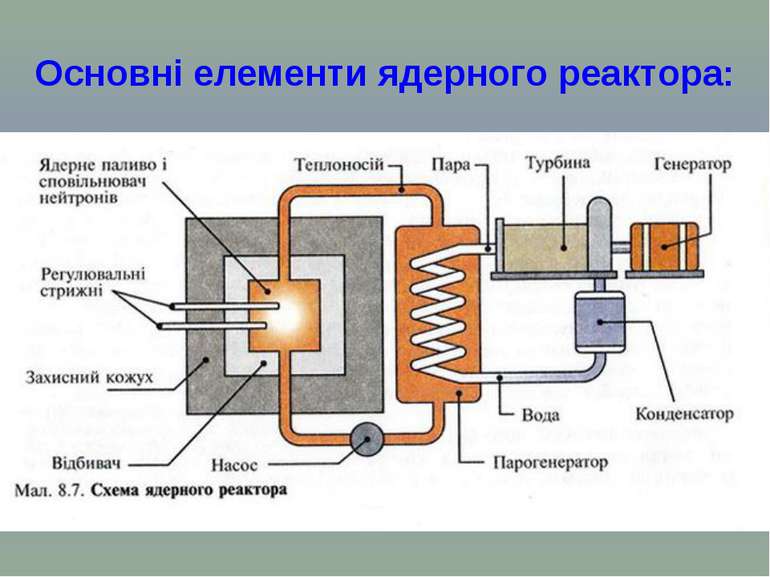 Основні елементи ядерного реактора:
Ядерне паливо і
сповільнювач
нейтронів
Теплоносій
Пара
Турбина
Генератор
Регулювальні
стрижні
Захисний кожух
Вода
Конденсатор
Відбивач
Насос
Парогенератор
Мал. 8.7. Схема ядерного реактора